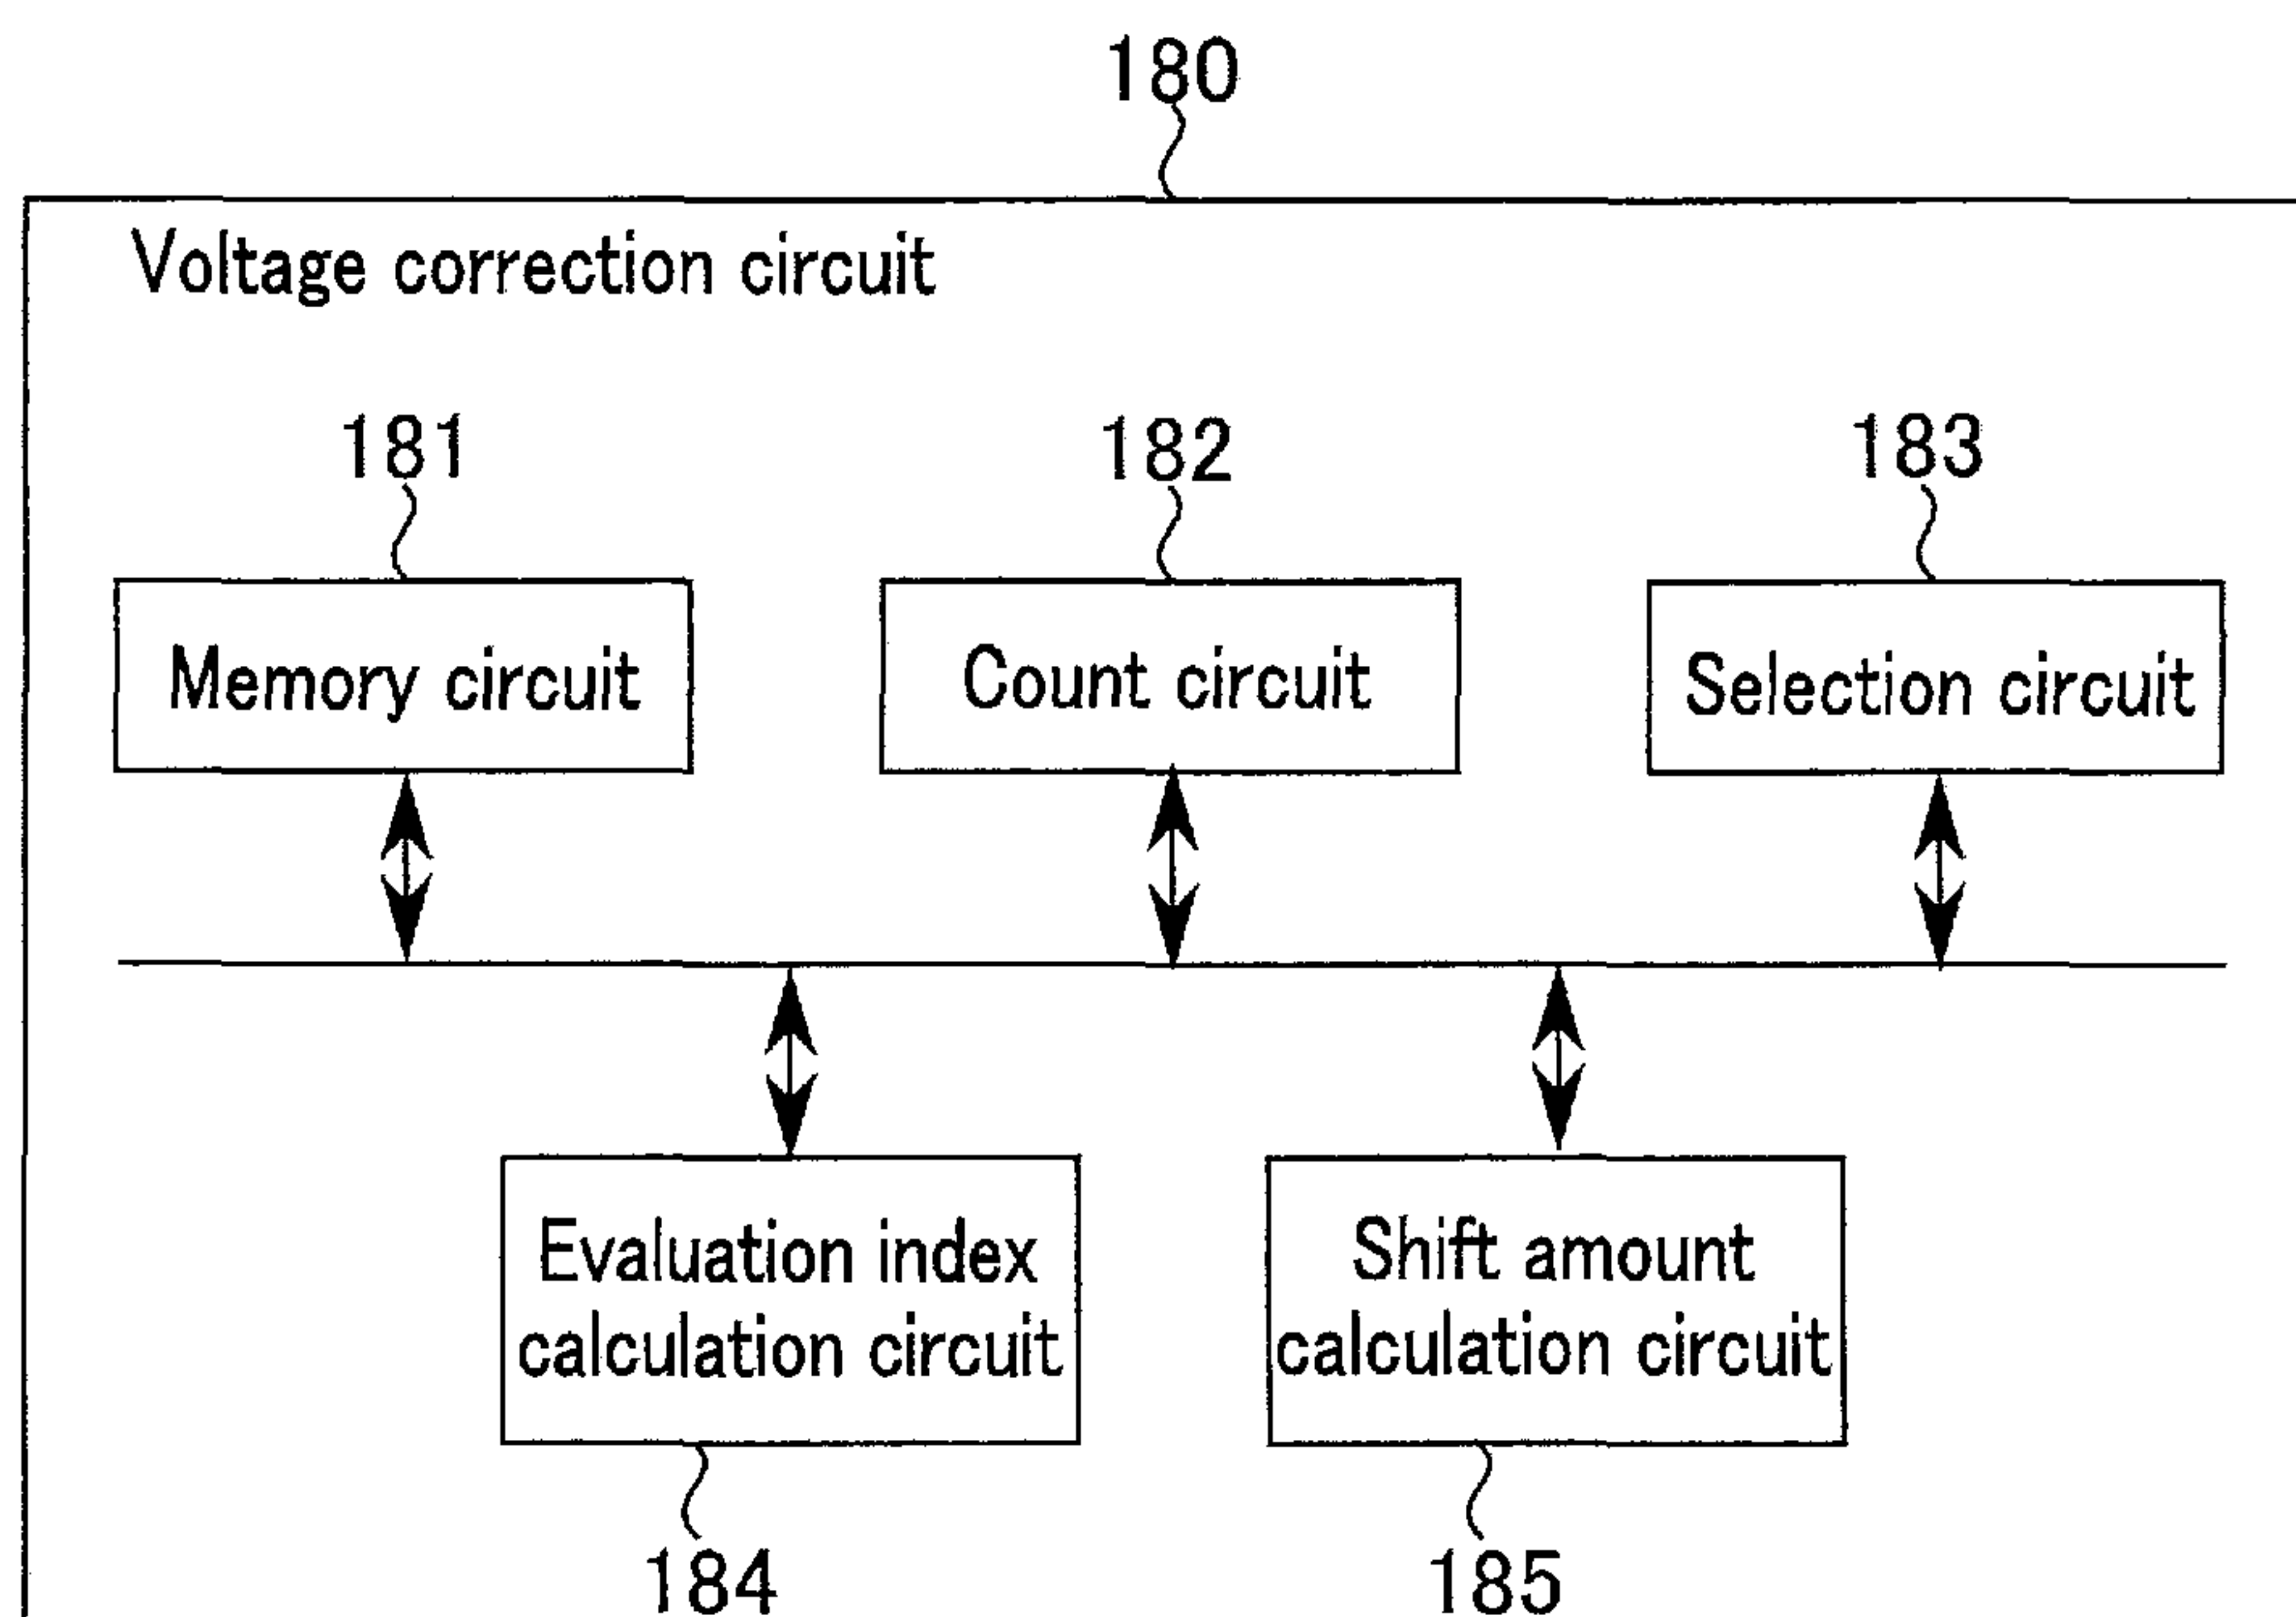 180
Voltage correction circuit
181
182
183
Memory circuit
Count circuit
Selection circuit
Evaluation index
calculation circuit
Shift amount
calculation circuit
184
185